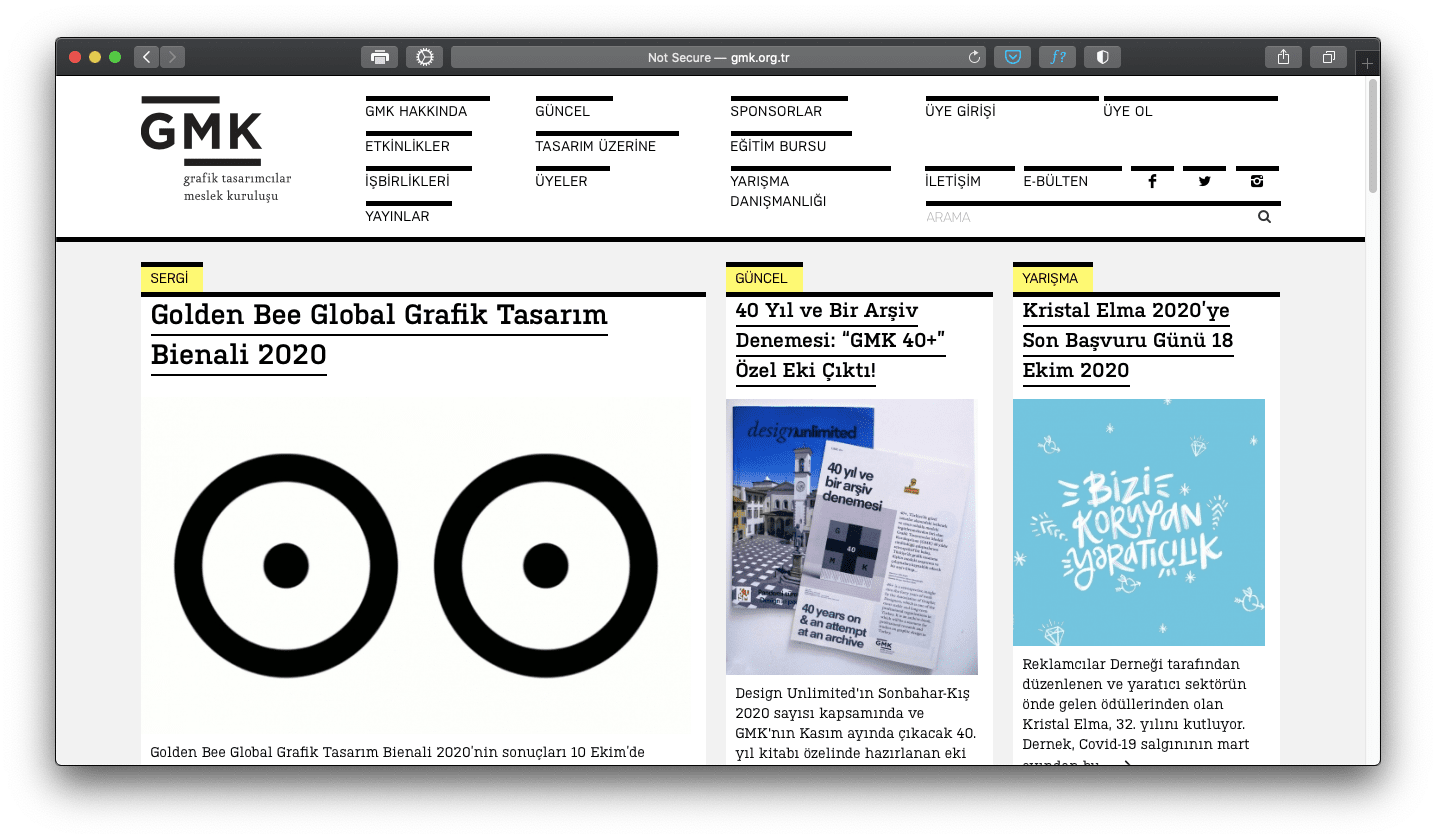 Not Secure — gmk.org.tr
GMK
grafik tasarımcılar
meslek kuruluşu
GMK HAKKINDA
ETKİNLİKLER
İŞBİRLİKLERİ
YAYINLAR
GÜNCEL
TASARIM ÜZERİNE
ÜYELER
SPONSORLAR
EĞİTİM BURSU
YARIŞMA
DANIŞMANLIĞI
ÜYE GİRİŞİ
ÜYE OL
İLETİŞİM
E-BÜLTEN
ARAMA
SERGİ
Golden Bee Global Grafik Tasarım
Bienali 2020
Golden Bee Global Grafik Tasarım Bienali 2020’nin sonuçları 10 Ekim’de
GÜNCEL
40 Yıl ve Bir Arşiv
Denemesi: “GMK 40+”
Özel Eki Çıktı!
designunlimited
40 yıl ve
bir arşiv
denemesi
G
40
M K
40 years on
& an attempt
at an archive
GMK
Design Unlimited'ın Sonbahar-Kış
2020 sayısı kapsamında ve
GMK'nın Kasım ayında çıkacak 40.
yıl kitabı özelinde hazırlanan eki
YARIŞMA
Kristal Elma 2020’ye
Son Başvuru Günü 18
Ekim 2020
BİZİ
KORUYAN
YARATICILIK
Reklamcılar Derneği tarafından
düzenlenen ve yaratıcı sektörün
önde gelen ödüllerinden olan
Kristal Elma, 32. yılını kutluyor.
Dernek, Covid-19 salgınının mart
ayından bu